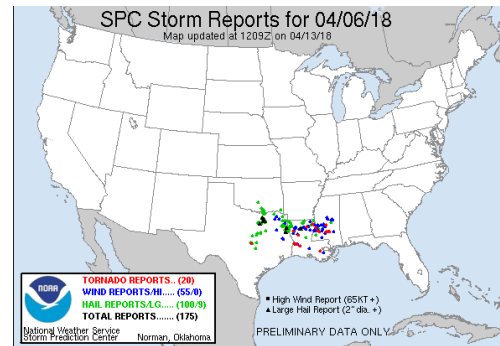 SPC Storm Reports for 04/06/18
Map updated at 1209Z on 04/13/18
NOAA
TORNADO REPORTS.. (20)
WIND REPORTS/HI..... (55/0)
HAIL REPORTS/LG..... (100/9)
TOTAL REPORTS..... (175)
National Weather Service
Storm Prediction Center Norman, Oklahoma
High Wind Report (65KT +)
Large Hail Report (2" dia. +)
PRELIMINARY DATA ONLY